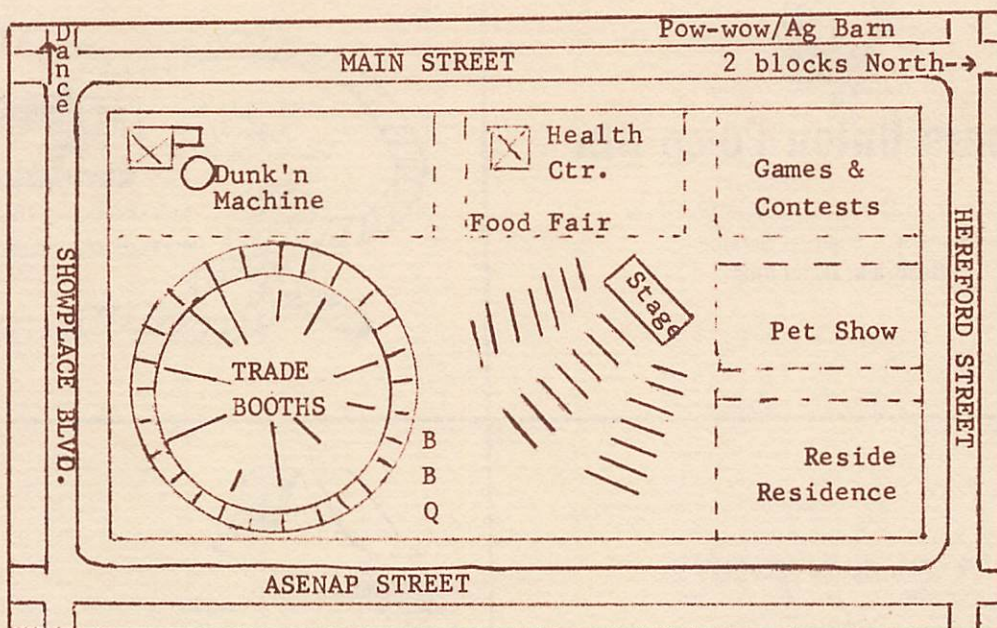 Pow-wow/Ag Barn
Dance
MAIN STREET
2 blocks North-→
Dunk'n
Machine
Health
Ctr.
Food Fair
Games &
Contests
Stage
Pet Show
TRADE
BOOTHS
BBQ
Reside
Residence
SHOWPLACE BLVD.
HEREFORD STREET
ASENAP STREET